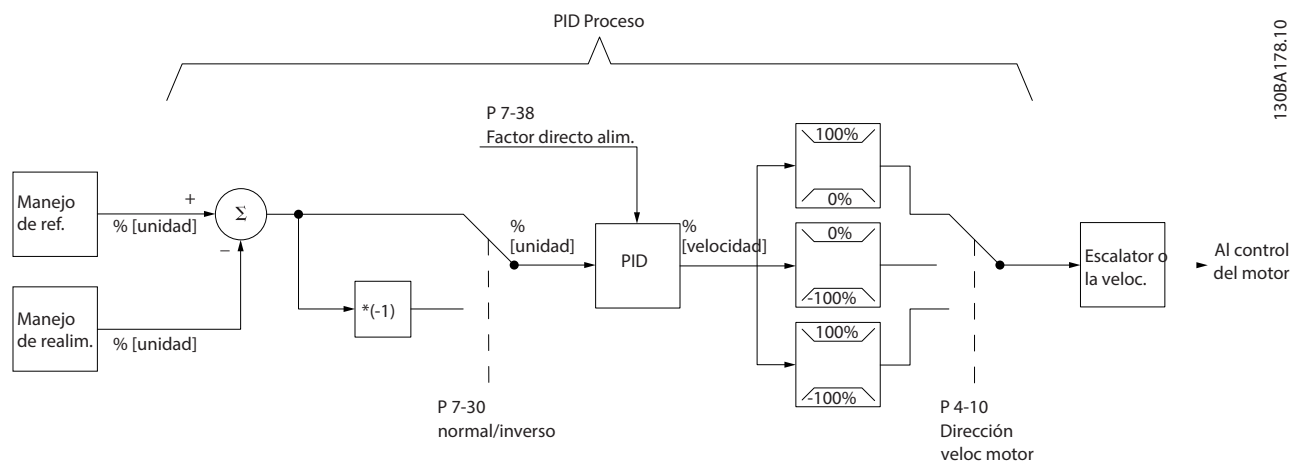 PID Proceso
130BA178.10
P 7-38
Factor directo alim.
100%
0%
Manejo
de ref.
% [unidad]
+
Σ
–
%
[unidad]
PID
%
[velocidad]
0%
-100%
Escalator o
la veloc.
Al control
del motor
Manejo
de realim.
% [unidad]
*(-1)
100%
-100%
P 7-30
normal/inverso
P 4-10
Dirección
veloc motor